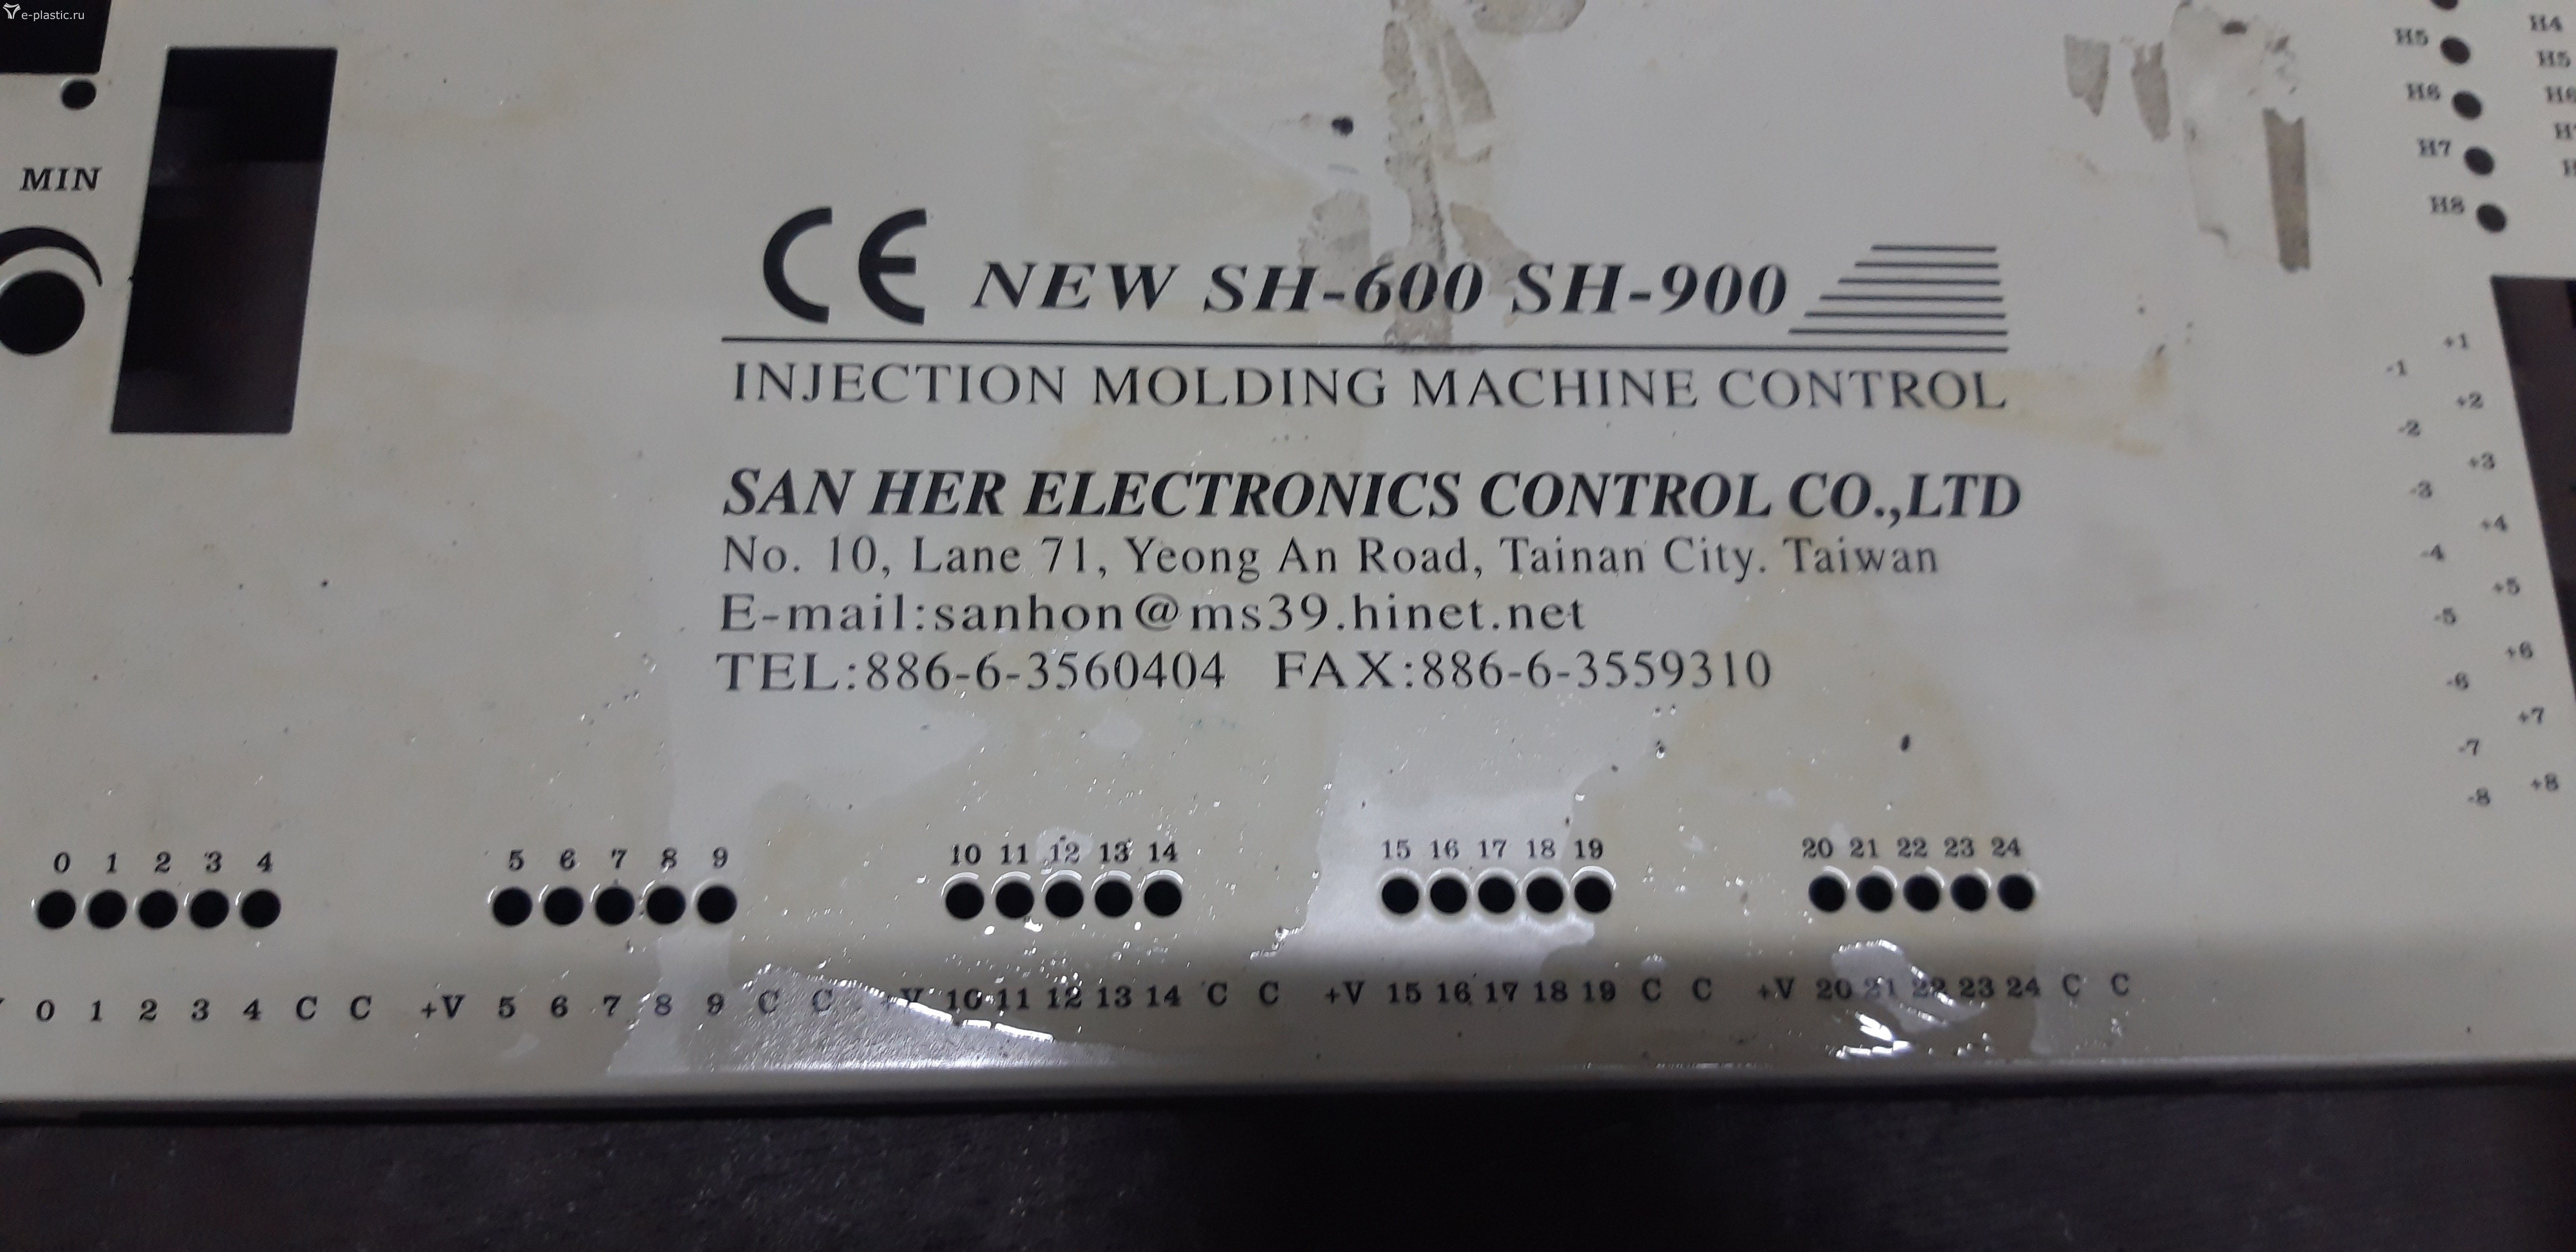 e-plastic.ru
MIN
H5
H6
H7
H8
H4
H5
CE NEW SH-600 SH-900
INJECTION MOLDING MACHINE CONTROL
SAN HER ELECTRONICS CONTROL CO.,LTD
No. 10, Lane 71, Yeong An Road, Tainan City. Taiwan
E-mail:sanhon@ms39.hinet.net
TEL:886-6-3560404 FAX:886-6-3559310
+1
-1
+2
-2
+3
-3
+4
-4
+5
-5
+6
-6
+7
-7
+8
-8
0 1 2 3 4 5 6 7 8 9 10 11 12 13 14 15 16 17 18 19 20 21 22 23 24
0 1 2 3 4 C C +V 5 6 7 8 9 C C +V 10 11 12 13 14 C C +V 15 16 17 18 19 C C +V 20 21 22 23 24 C C